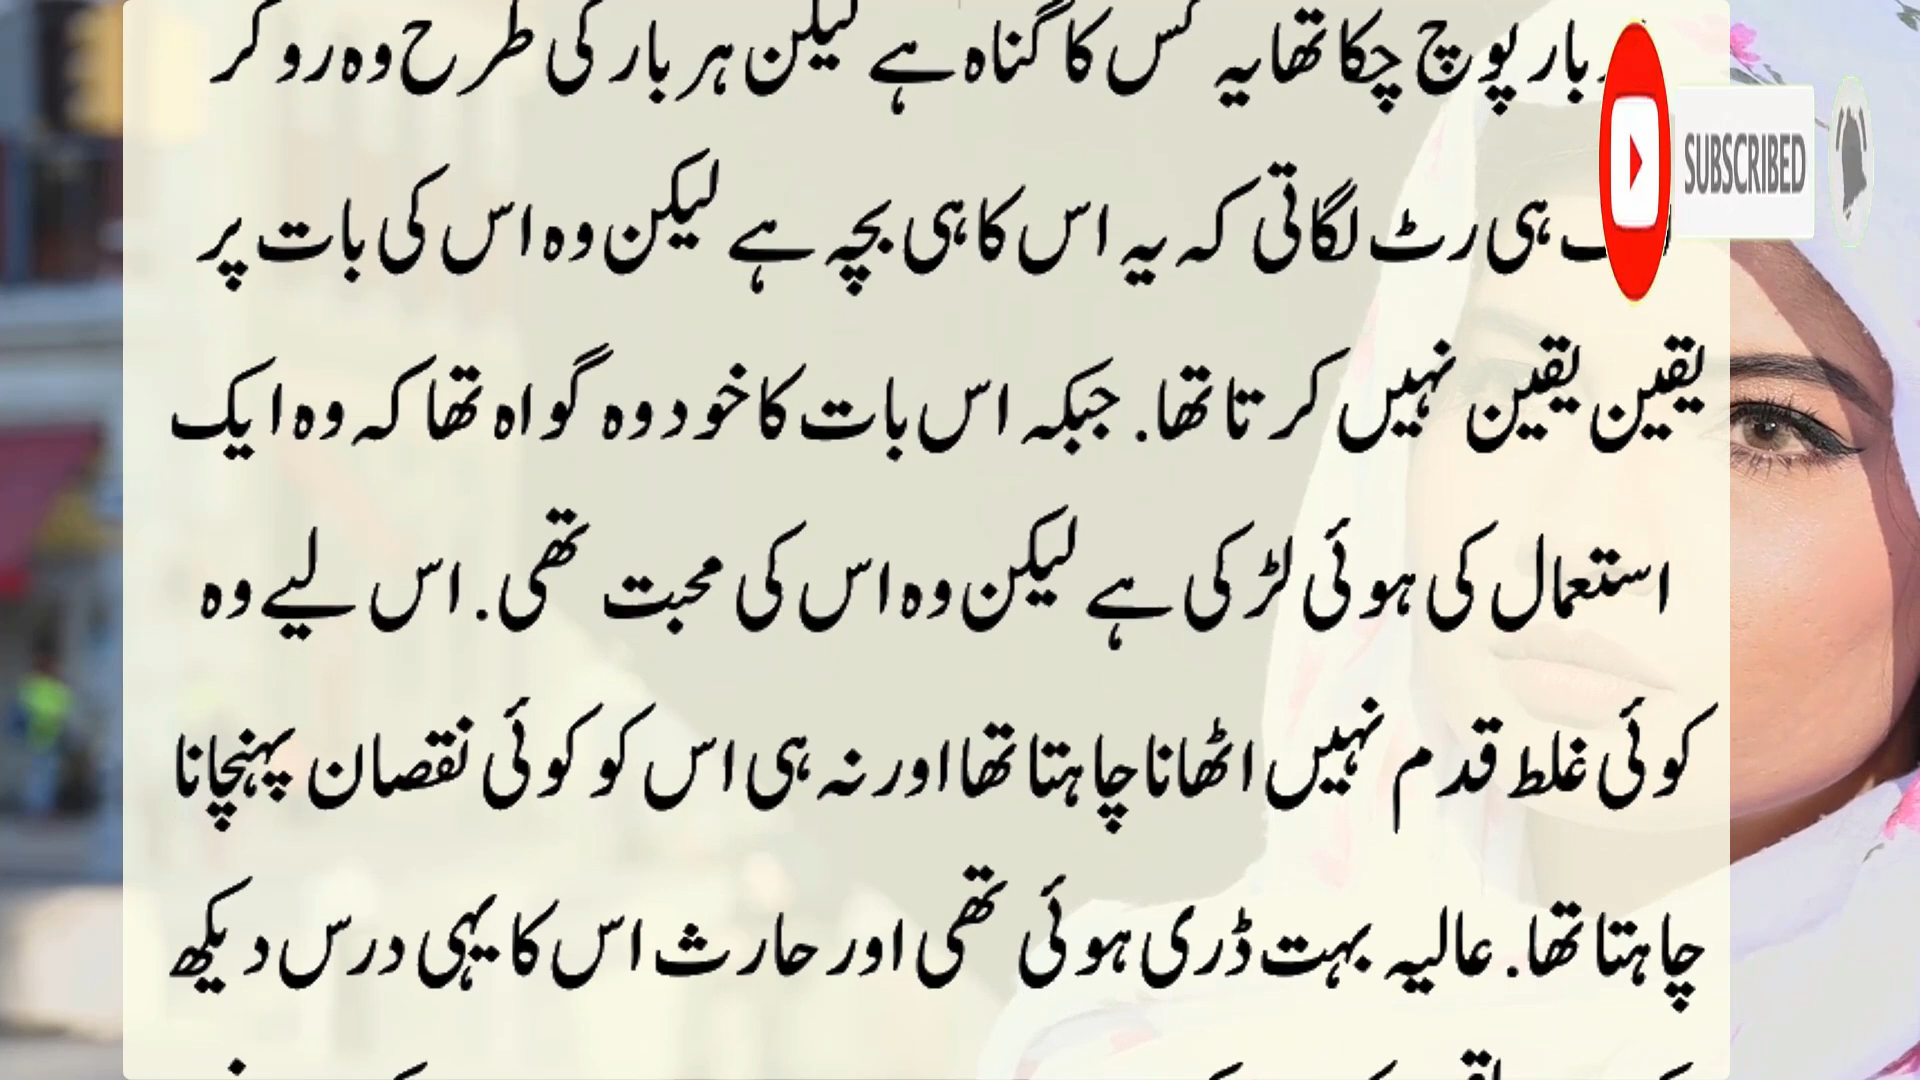 بار پوچ چکا تھا یہ کس کا گناہ ہے لیکن ہر بار کی طرح وہ رو کر
ہی رٹ لگاتی کہ یہ اس کا ہی بچہ ہے لیکن وہ اس کی بات پر
یقین یقین نہیں کرتا تھا. جبکہ اس بات کا خود وہ گواہ تھا کہ وہ ایک
استعمال کی ہوئی لڑکی ہے لیکن وہ اس کی محبت تھی. اس لیے وہ
کوئی غلط قدم نہیں اٹھانا چاہتا تھا اور نہ ہی اس کو کوئی نقصان پہنچانا
چاہتا تھا. عالیہ بہت ڈری ہوئی تھی اور حارث اس کا یہی درس دیکھ
SUBSCRIBED